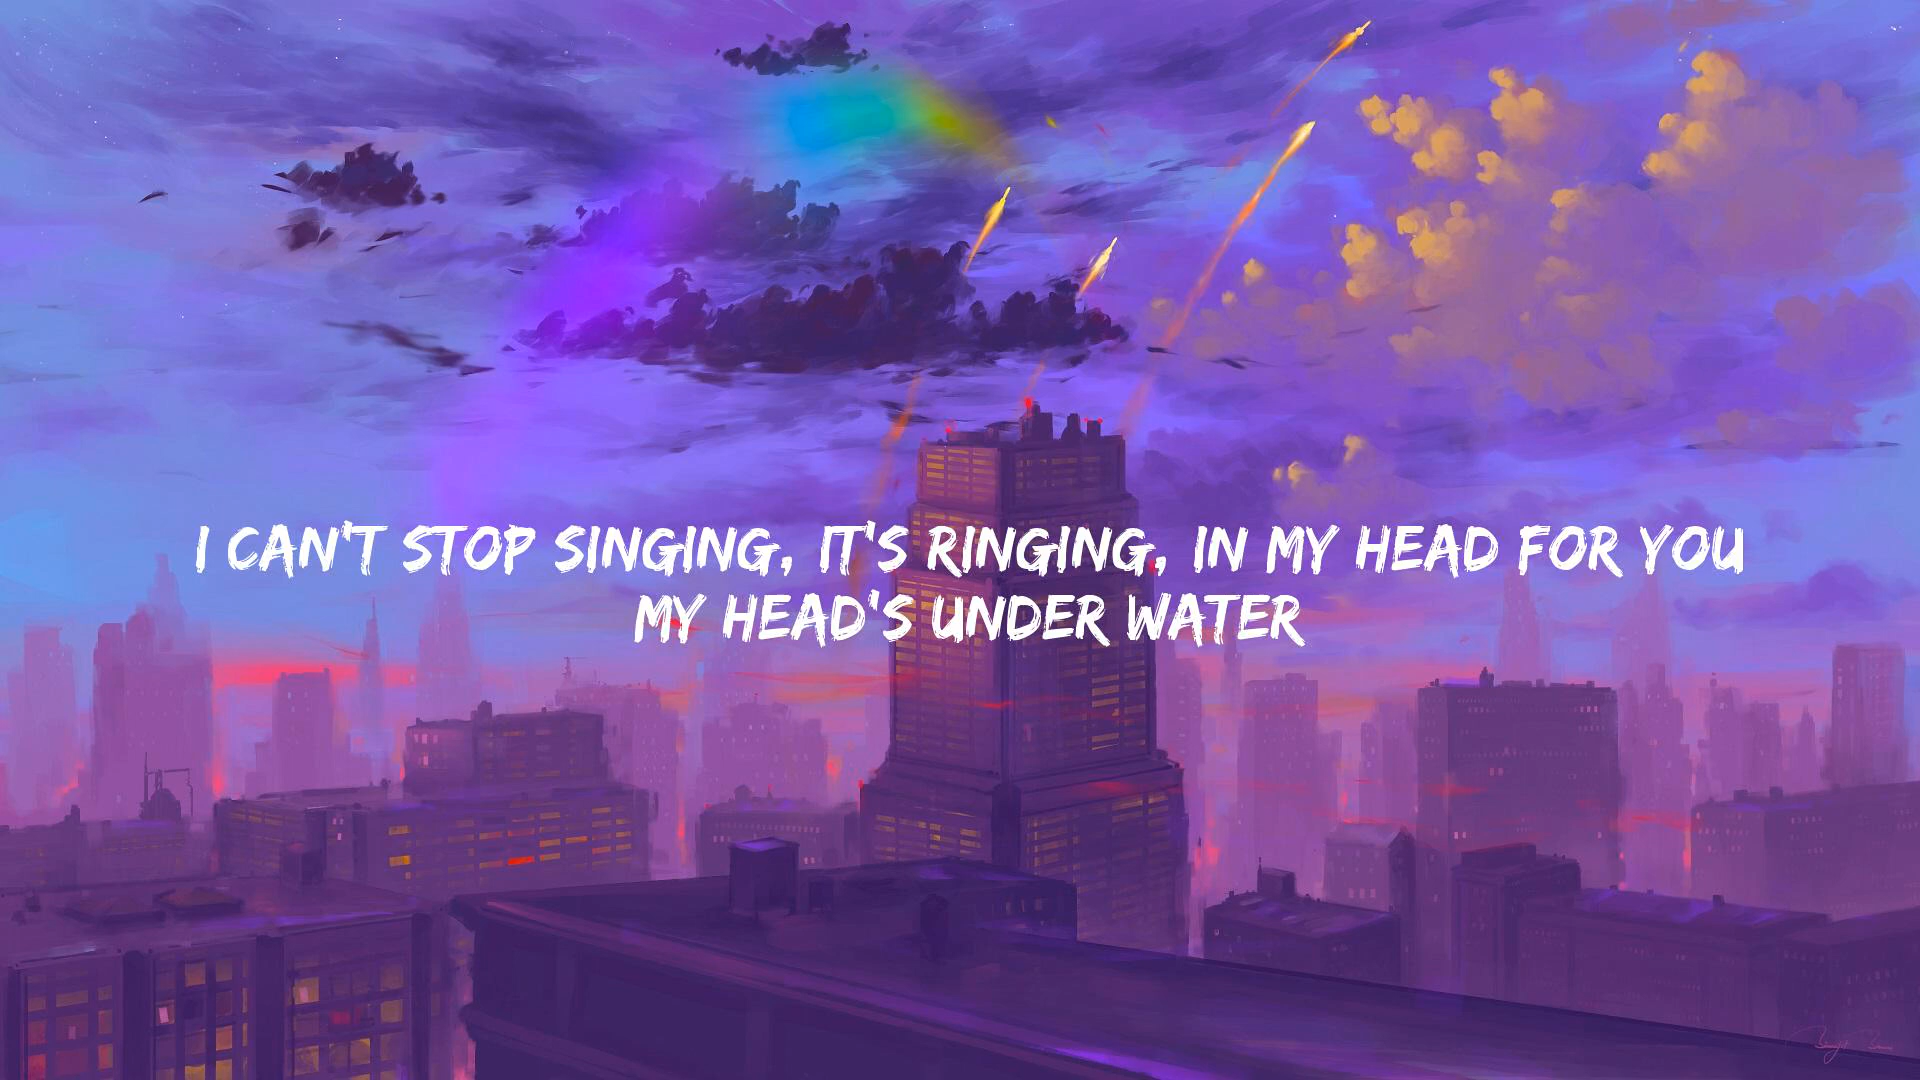 I CAN'T STOP SINGING, IT'S RINGING, IN MY HEAD FOR YOU
MY HEAD'S UNDER WATER